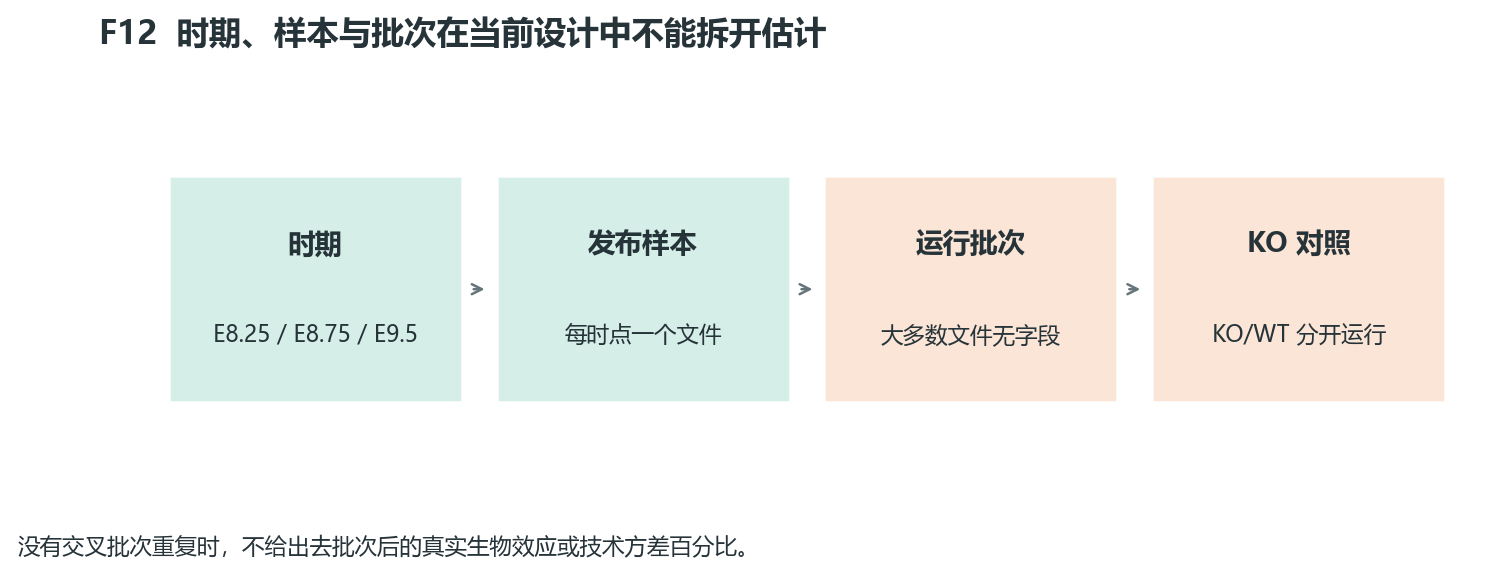 F12 时期、样本与批次在当前设计中不能拆开估计
时期
E8.25 / E8.75 / E9.5
发布样本
每时点一个文件
运行批次
大多数文件无字段
KO 对照
KO/WT 分开运行
没有交叉批次重复时，不给出去批次后的真实生物效应或技术方差百分比。